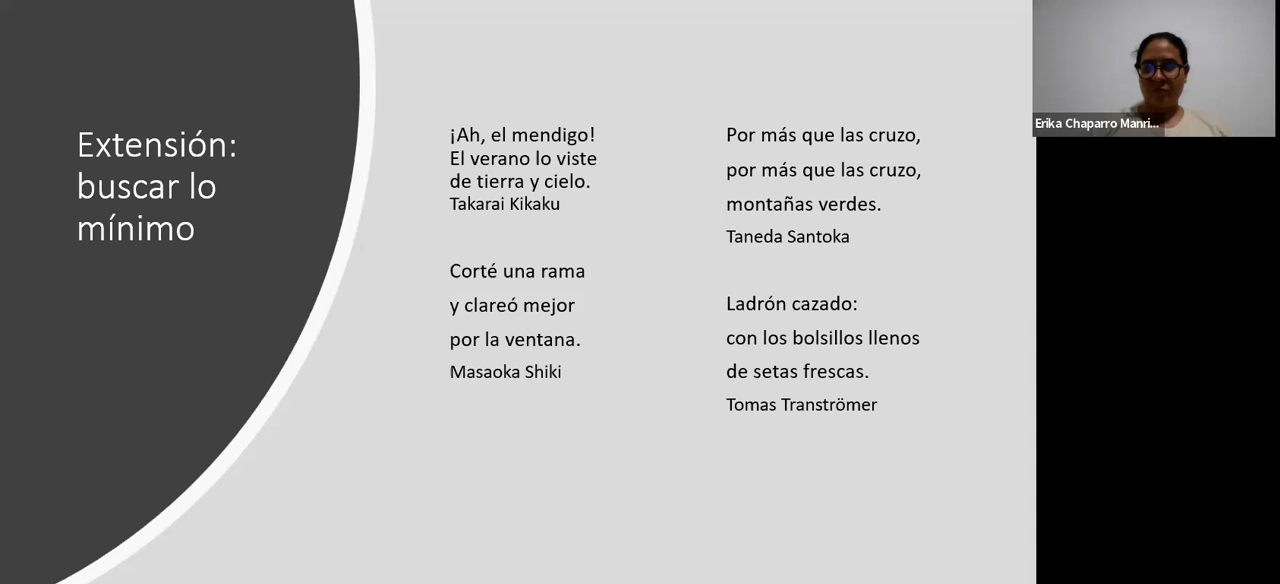 Extensión:
buscar lo
mínimo
¡Ah, el mendigo!
El verano lo viste
de tierra y cielo.
Takarai Kikaku
Corté una rama
y clareó mejor
por la ventana.
Masaoka Shiki
Por más que las cruzo,
por más que las cruzo,
montañas verdes.
Taneda Santoka
Ladrón cazado:
con los bolsillos llenos
de setas frescas.
Tomas Tranströmer
Erika Chaparro Manri...